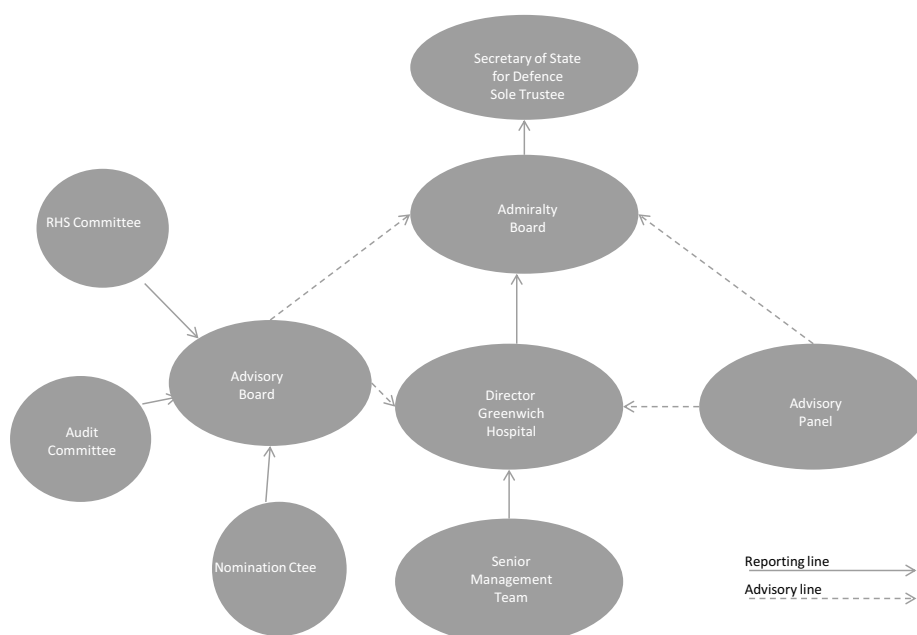 Secretary of State
for Defence
Sole Trustee
Admiralty
Board
RHS Committee
Advisory
Board
Director
Greenwich
Hospital
Advisory
Panel
Audit
Committee
Nomination Ctee
Senior
Management
Team
Reporting line
Advisory line